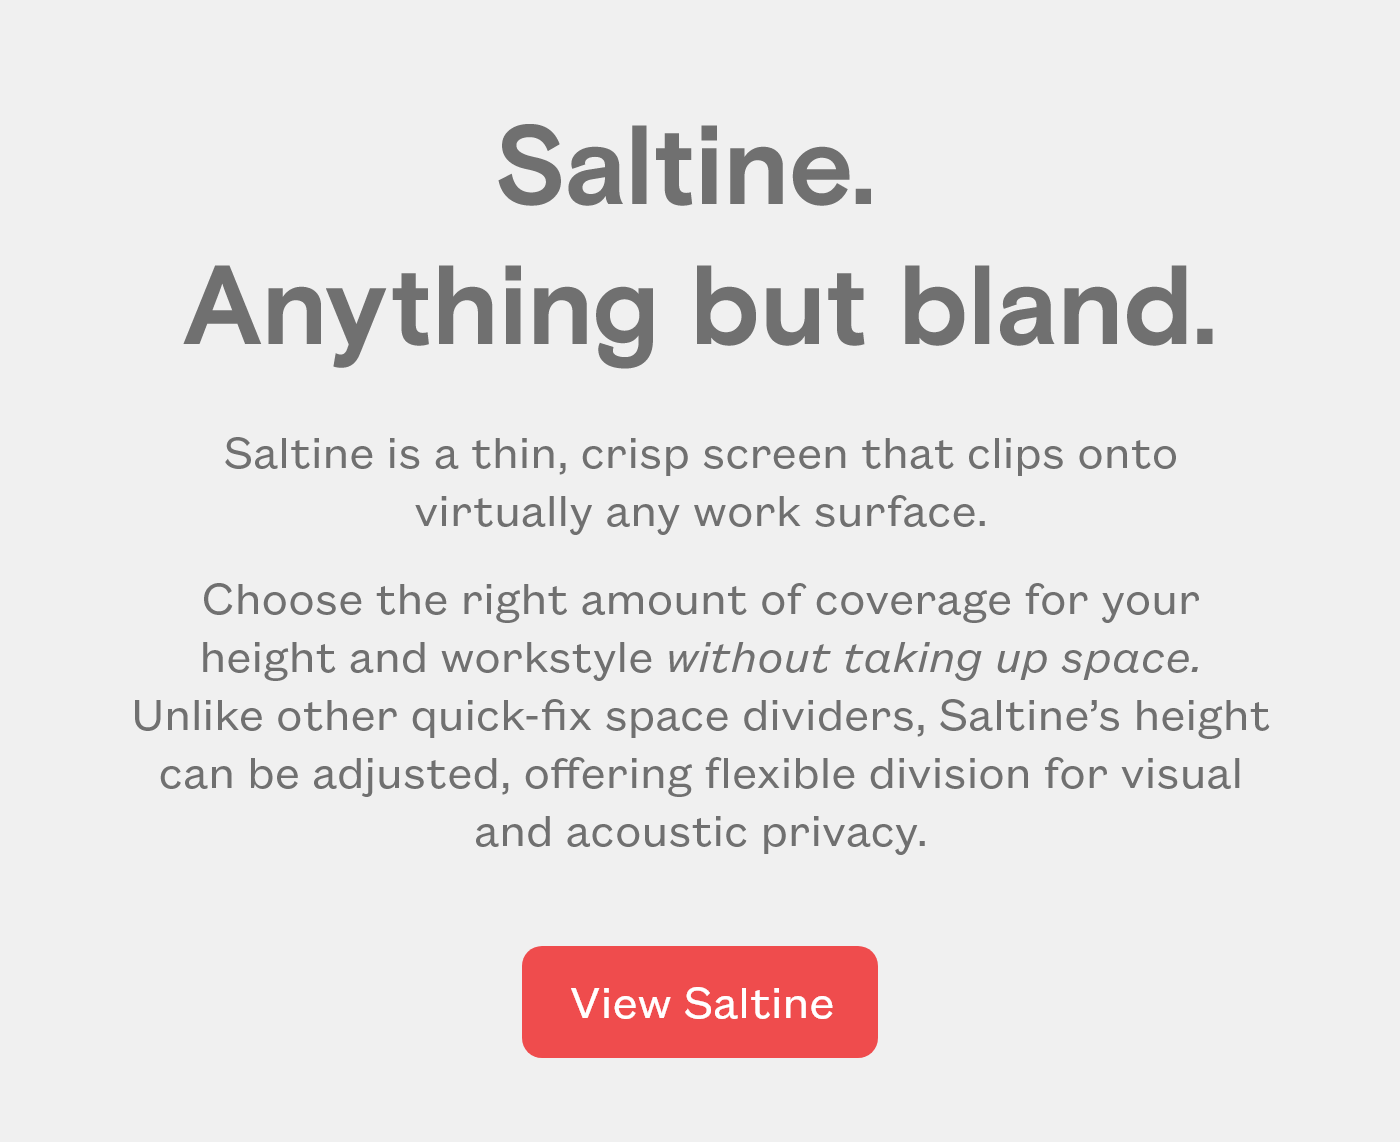 Saltine.
Anything but bland.
Saltine is a thin, crisp screen that clips onto
virtually any work surface.
Choose the right amount of coverage for your
height and workstyle without taking up space.
Unlike other quick-fix space dividers, Saltine’s height
can be adjusted, offering flexible division for visual
and acoustic privacy.
View Saltine